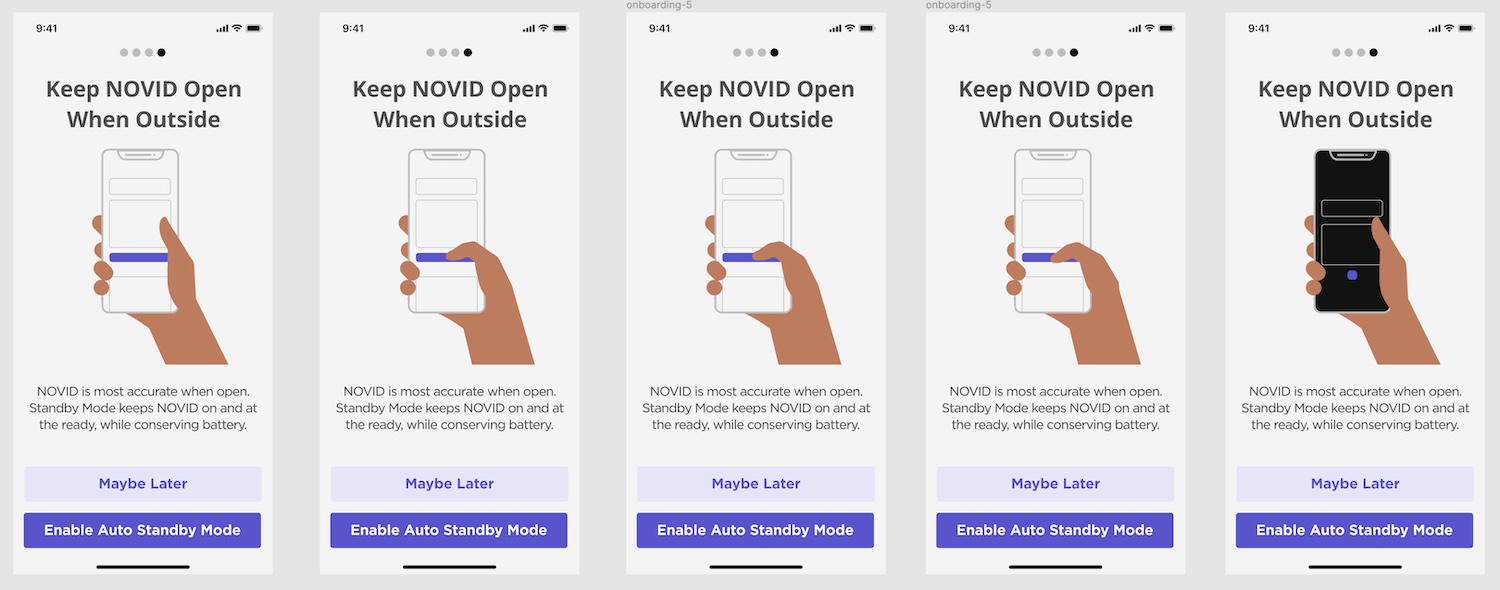 onboarding-5
onboarding-5
9:41
Keep NOVID Open
When Outside
NOVID is most accurate when open.
Standby Mode keeps NOVID on and at
the ready, while conserving battery.
Maybe Later
Enable Auto Standby Mode
9:41
Keep NOVID Open
When Outside
NOVID is most accurate when open.
Standby Mode keeps NOVID on and at
the ready, while conserving battery.
Maybe Later
Enable Auto Standby Mode
9:41
Keep NOVID Open
When Outside
NOVID is most accurate when open.
Standby Mode keeps NOVID on and at
the ready, while conserving battery.
Maybe Later
Enable Auto Standby Mode
9:41
Keep NOVID Open
When Outside
NOVID is most accurate when open.
Standby Mode keeps NOVID on and at
the ready, while conserving battery.
Maybe Later
Enable Auto Standby Mode
9:41
Keep NOVID Open
When Outside
NOVID is most accurate when open.
Standby Mode keeps NOVID on and at
the ready, while conserving battery.
Maybe Later
Enable Auto Standby Mode